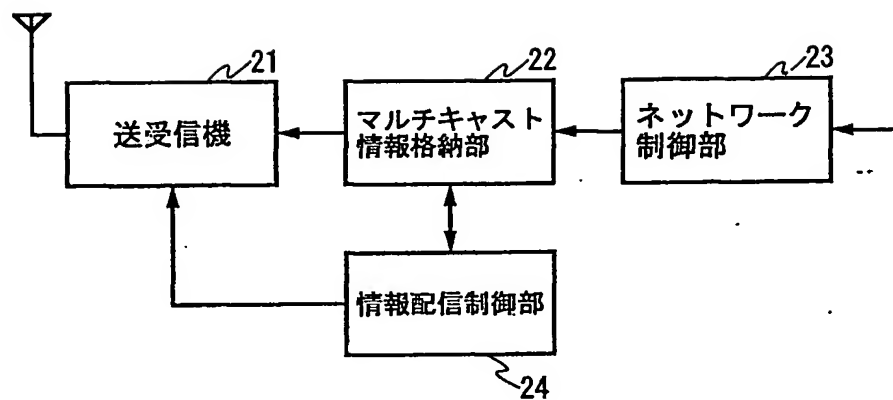 21
22
23
送受信機
マルチキャスト
情報格納部
ネットワーク
制御部
情報配信制御部
24